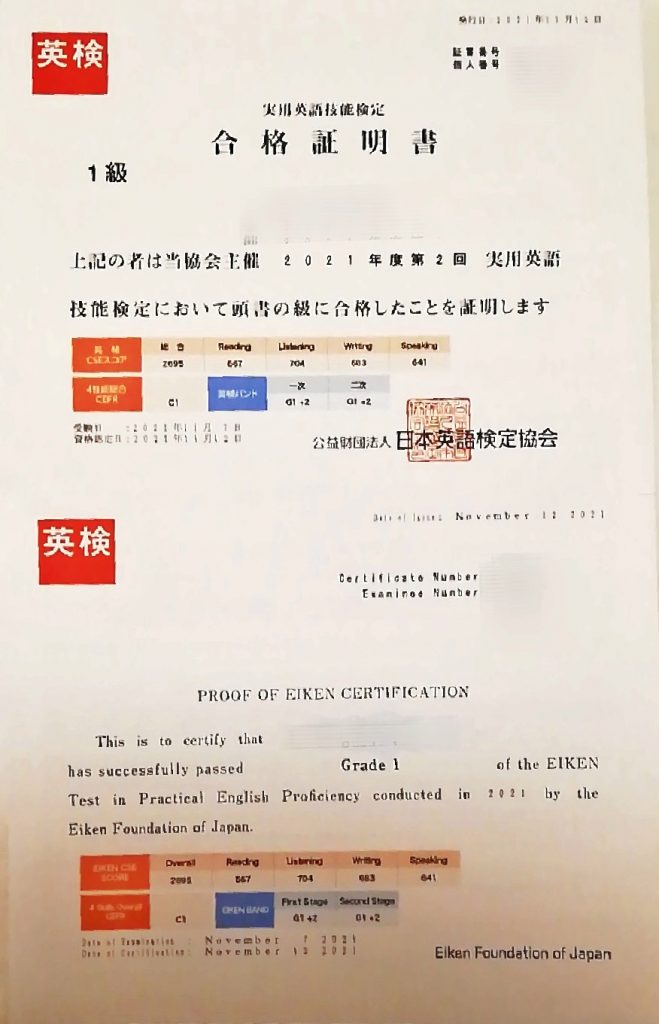 発行日:2021年11月12日
英検
証書番号
個人番号
実用英語技能検定
合格証明書
1級
上記の者は当協会主催 2021年度第2回 実用英語
技能検定において頭書の級に合格したことを証明します
英検 CSEスコア 総合 Reading Listening Writing Speaking
2695 667 704 683 641
4技能総合 CEFR C1 英検バンド 一次 二次
G1+2 G1+2
受験日 :2021年11月 7日
資格認定日:2021年11月12日
公益財団法人 日本英語検定協会
Date of Issue: November 12 2021
英検
Certificate Number
Examinee Number
PROOF OF EIKEN CERTIFICATION
This is to certify that
has successfully passed Grade 1 of the EIKEN
Test in Practical English Proficiency conducted in 2021 by the
Eiken Foundation of Japan.
EIKEN CSE SCORE Overall Reading Listening Writing Speaking
2695 667 704 683 641
4 Skills Overall CEFR C1 EIKEN BAND First Stage Second Stage
G1+2 G1+2
Date of Examination : November 7 2021
Date of Certification: November 12 2021
Eiken Foundation of Japan